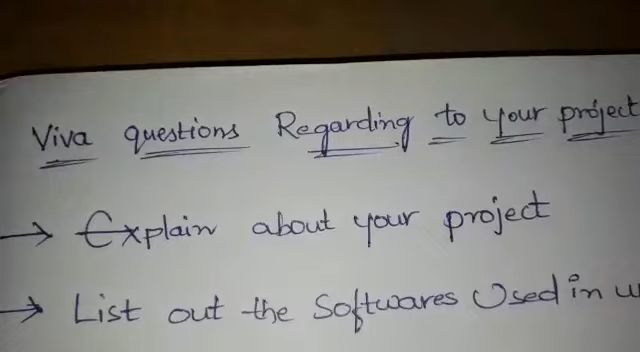 Viva questions Regarding to your project
→ Explain about your project
→ List out the Softwares Used in